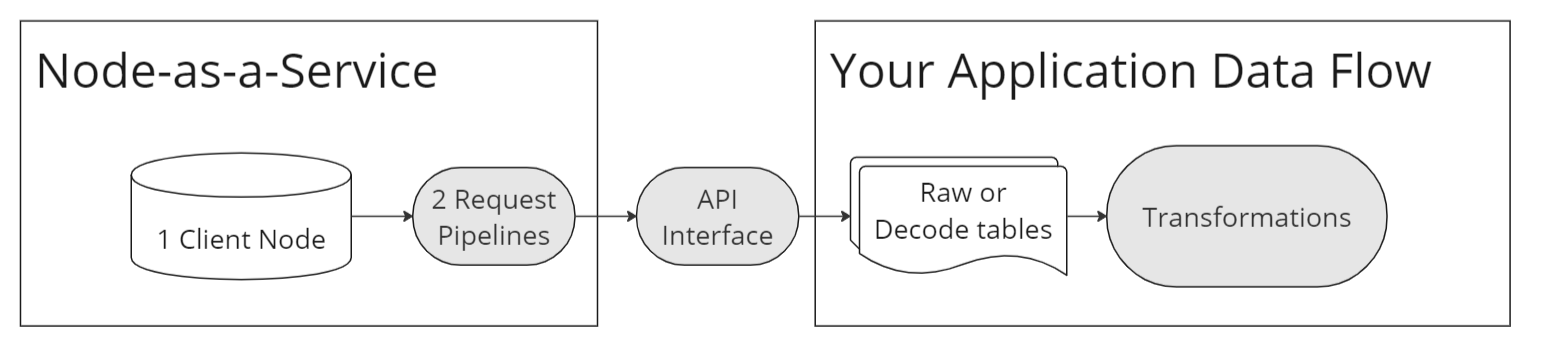 Node-as-a-Service
1 Client Node
2 Request
Pipelines
API
Interface
Your Application Data Flow
Raw or
Decode tables
Transformations